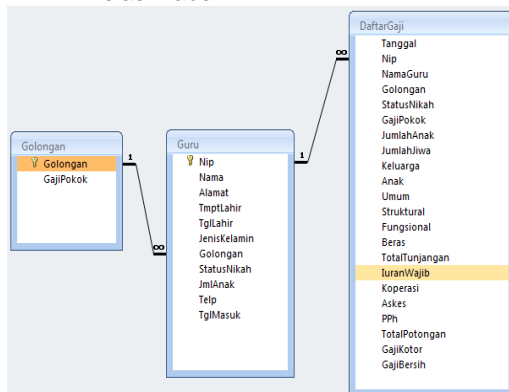 Golongan
Golongan
GajiPokok
1
∞
Guru
Nip
Nama
Alamat
TmptLahir
TglLahir
JenisKelamin
Golongan
StatusNikah
JmlAnak
Telp
TglMasuk
1
∞
DaftarGaji
Tanggal
Nip
NamaGuru
Golongan
StatusNikah
GajiPokok
JumlahAnak
JumlahJiwa
Keluarga
Anak
Umum
Struktural
Fungsional
Beras
TotalTunjangan
IuranWajib
Koperasi
Askes
PPh
TotalPotongan
GajiKotor
GajiBersih